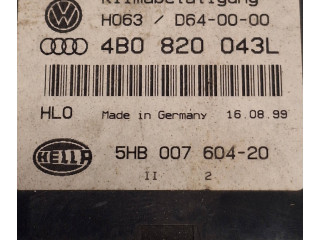 Klimabetätigung
H063 / D64-00-00
4B0 820 043L
HLO Made in Germany 16.08.99
HELLA 5HB 007 604-20
II 2